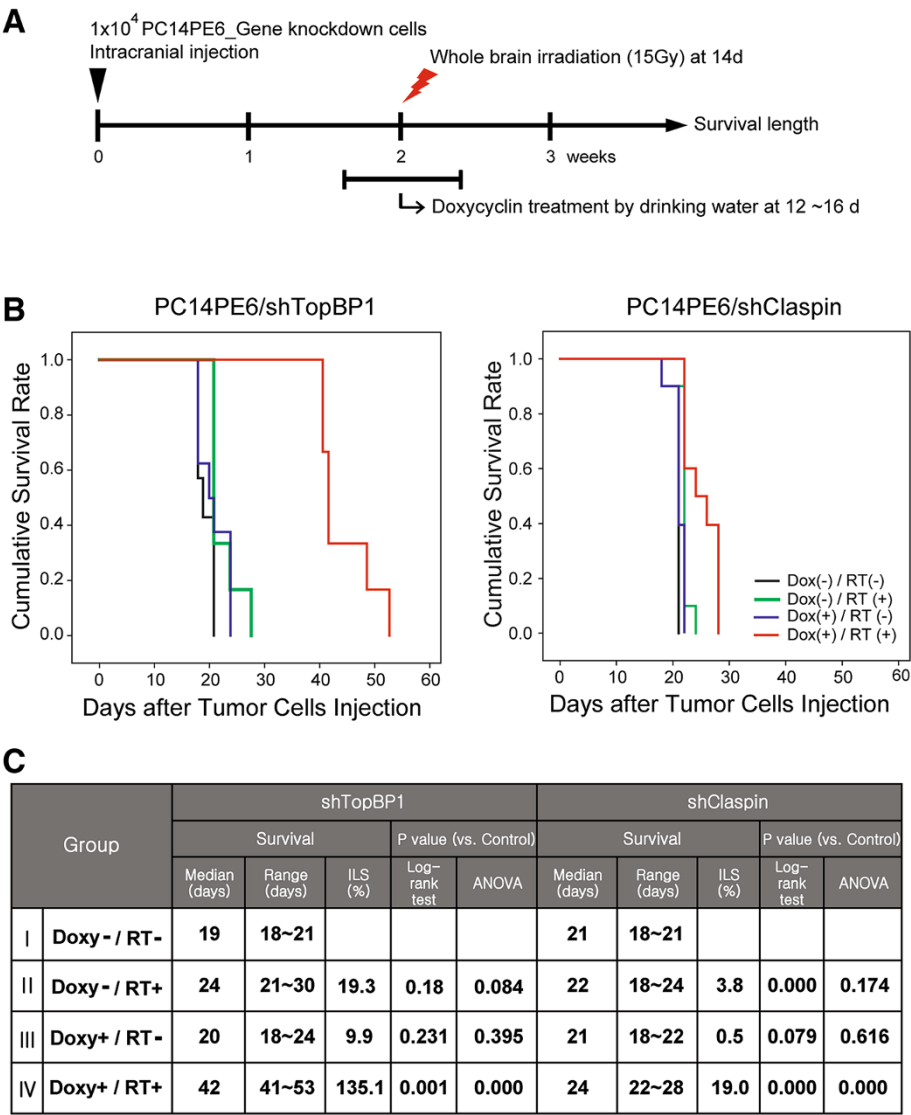 A
1x10⁴ PC14PE6_Gene knockdown cells
Intracranial injection
Whole brain irradiation (15Gy) at 14d
Survival length
0 1 2 3 weeks
Doxycyclin treatment by drinking water at 12 ~16 d
B
PC14PE6/shTopBP1
Cumulative Survival Rate
1.0
0.8
0.6
0.4
0.2
0.0
0 10 20 30 40 50 60
Days after Tumor Cells Injection
PC14PE6/shClaspin
Cumulative Survival Rate
1.0
0.8
0.6
0.4
0.2
0.0
Dox(-) / RT(-)
Dox(-) / RT (+)
Dox(+) / RT (-)
Dox(+) / RT (+)
0 10 20 30 40 50 60
Days after Tumor Cells Injection
C
Group shTopBP1 shClaspin
Survival P value (vs. Control) Survival P value (vs. Control)
Median (days) Range (days) ILS (%) Log-rank test ANOVA Median (days) Range (days) ILS (%) Log-rank test ANOVA
I Doxy-/RT- 19 18~21 21 18~21
II Doxy-/RT+ 24 21~30 19.3 0.18 0.084 22 18~24 3.8 0.000 0.174
III Doxy+/RT- 20 18~24 9.9 0.231 0.395 21 18~22 0.5 0.079 0.616
IV Doxy+/RT+ 42 41~53 135.1 0.001 0.000 24 22~28 19.0 0.000 0.000